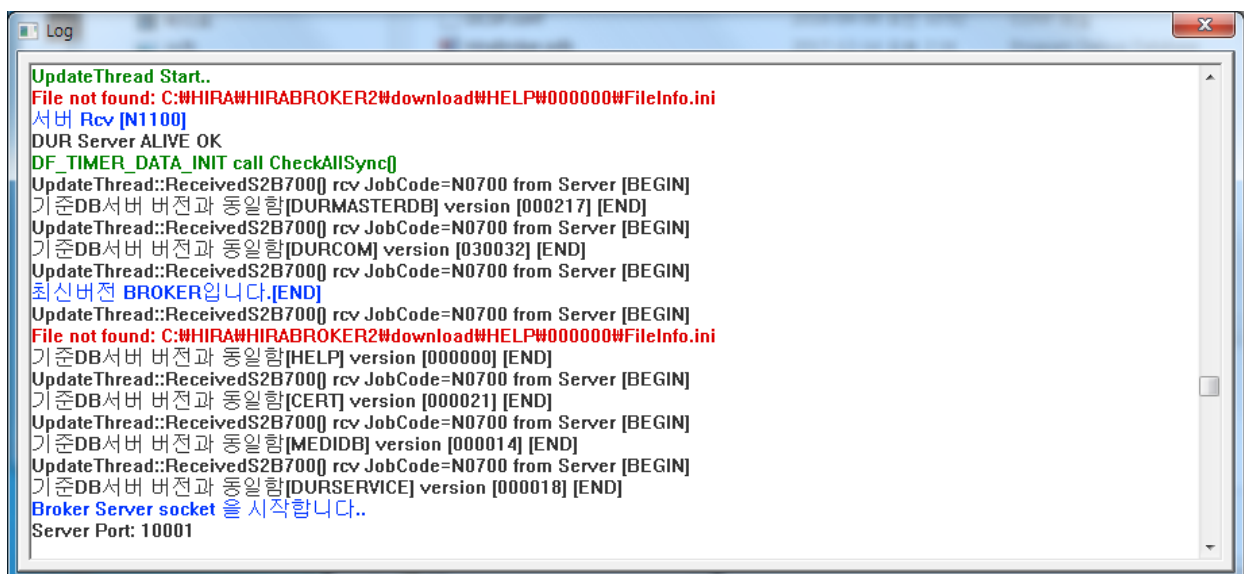 Log
UpdateThread Start..
File not found: C:₩HIRA₩HIRABROKER2₩download₩HELP₩000000₩FileInfo.ini
서버 Rcv [N1100]
DUR Server ALIVE OK
DF_TIMER_DATA_INIT call CheckAllSync()
UpdateThread::ReceivedS2B700() rcv JobCode=N0700 from Server [BEGIN]
기준DB서버 버전과 동일함[DURMASTERDB] version [000217] [END]
UpdateThread::ReceivedS2B700() rcv JobCode=N0700 from Server [BEGIN]
기준DB서버 버전과 동일함[DURCOM] version [030032] [END]
UpdateThread::ReceivedS2B700() rcv JobCode=N0700 from Server [BEGIN]
최신버전 BROKER입니다.[END]
UpdateThread::ReceivedS2B700() rcv JobCode=N0700 from Server [BEGIN]
File not found: C:₩HIRA₩HIRABROKER2₩download₩HELP₩000000₩FileInfo.ini
기준DB서버 버전과 동일함[HELP] version [000000] [END]
UpdateThread::ReceivedS2B700() rcv JobCode=N0700 from Server [BEGIN]
기준DB서버 버전과 동일함[CERT] version [000021] [END]
UpdateThread::ReceivedS2B700() rcv JobCode=N0700 from Server [BEGIN]
기준DB서버 버전과 동일함[MEDIDB] version [000014] [END]
UpdateThread::ReceivedS2B700() rcv JobCode=N0700 from Server [BEGIN]
기준DB서버 버전과 동일함[DURSERVICE] version [000018] [END]
Broker Server socket 을 시작합니다..
Server Port: 10001